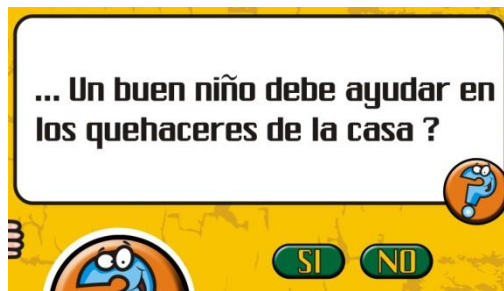 ... Un buen niño debe ayudar en
los quehaceres de la casa ?
SI NO